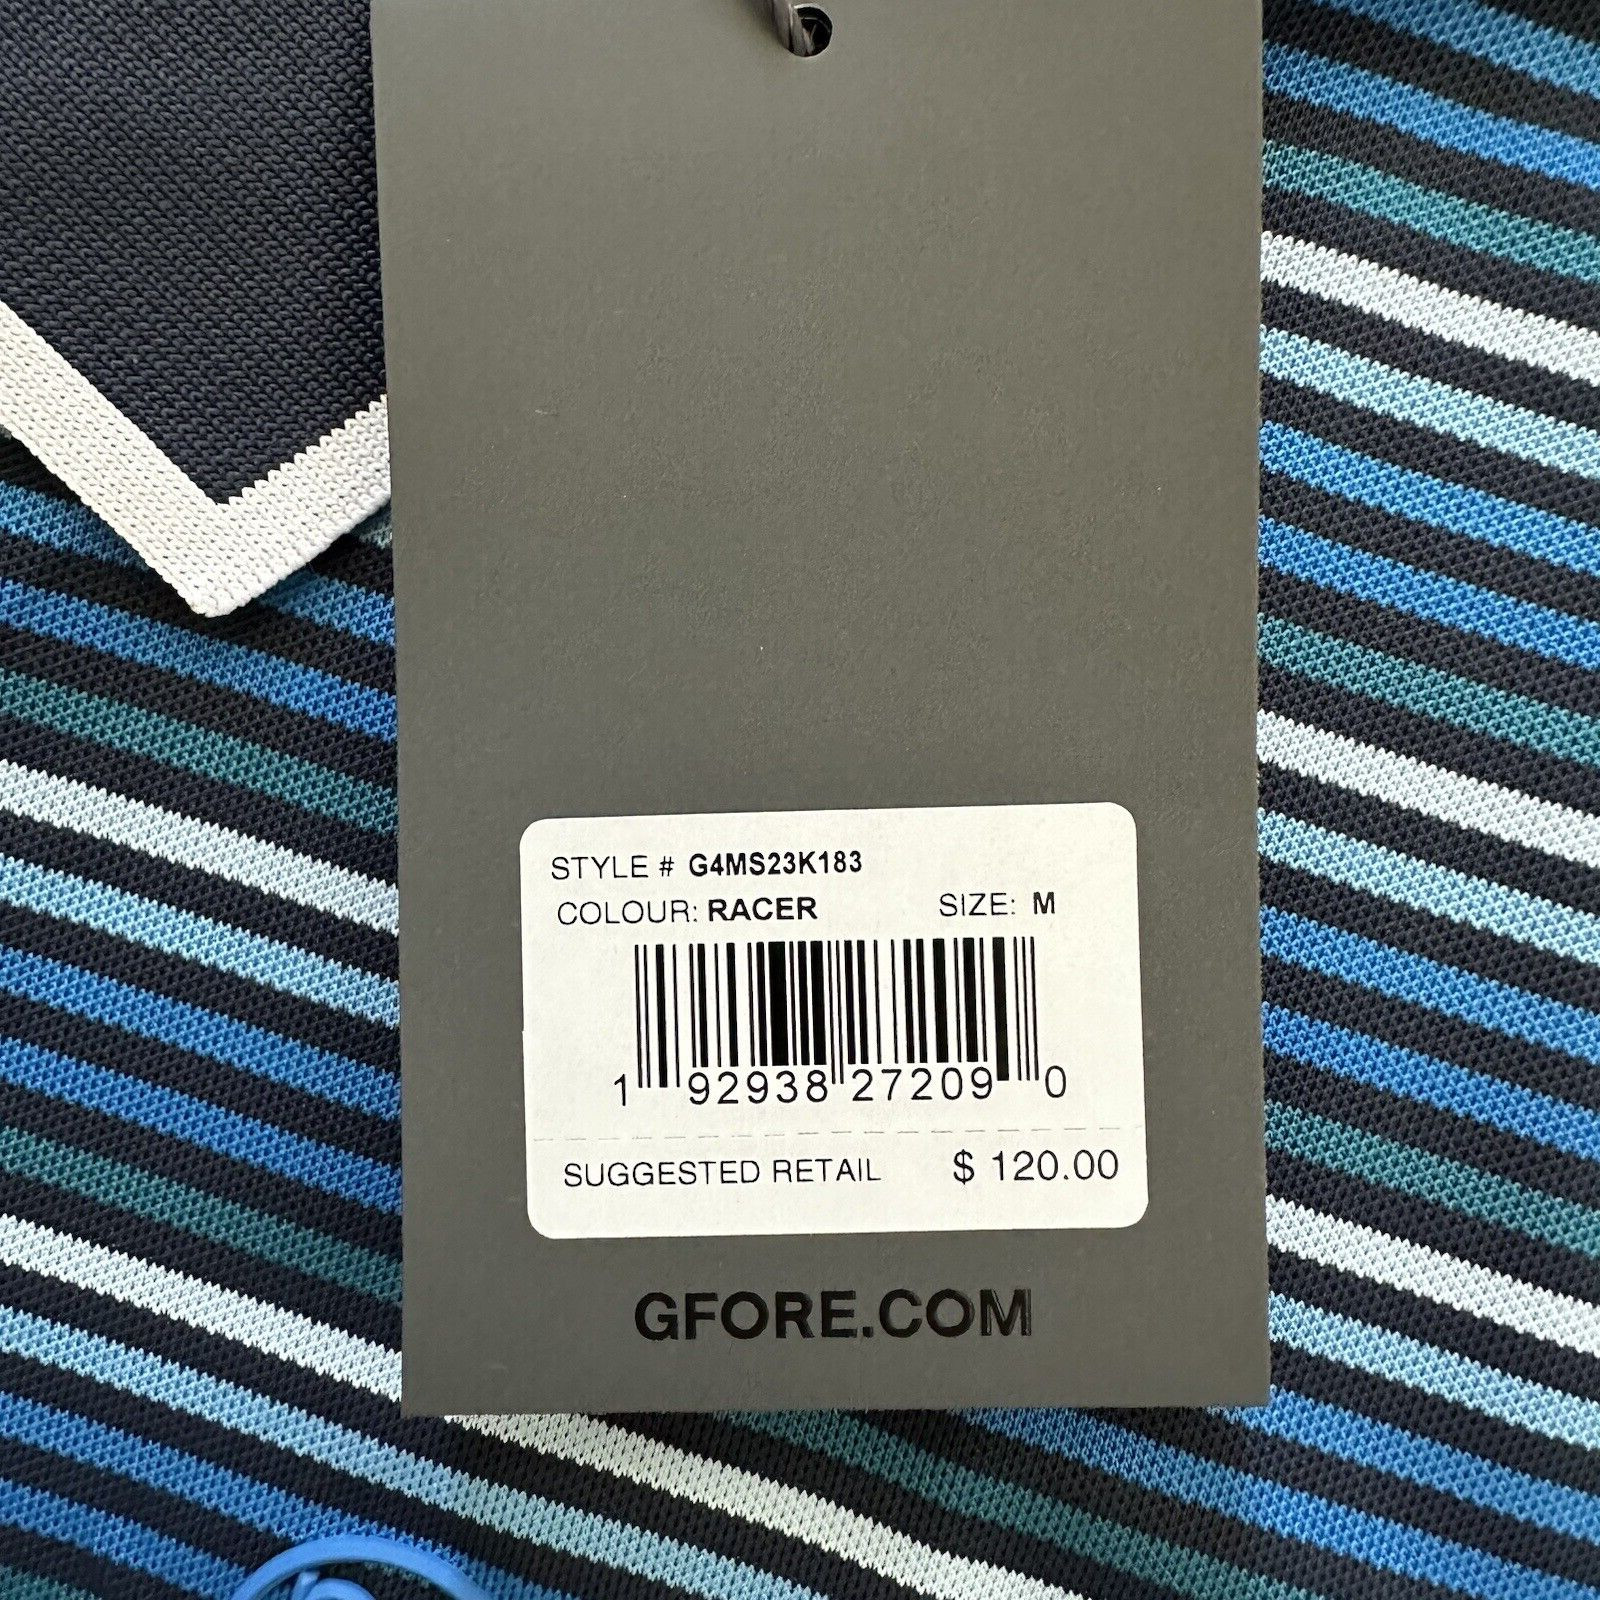 STYLE # G4MS23K183
COLOUR: RACER SIZE: M
1 92938 27209 0
SUGGESTED RETAIL $ 120.00
GFORE.COM